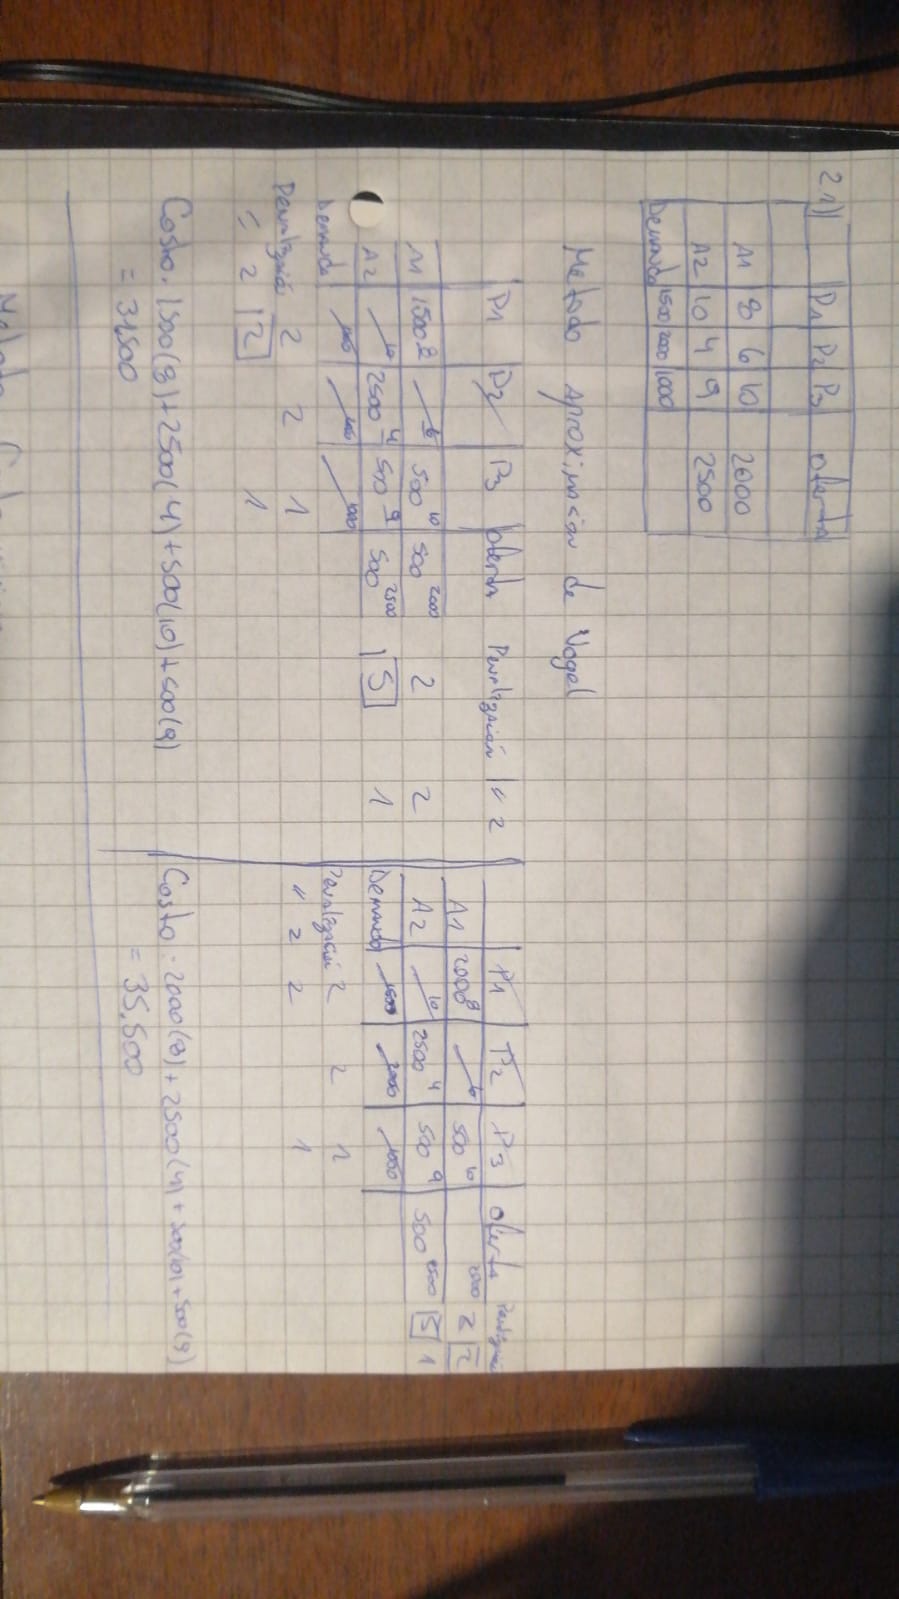 2.1)
P1 P2 P3 Oferta
A1 8 6 10 2000
A2 10 4 9 2500
Demanda 1500 2000 1000
Metodo Aproximación de Vogel
P1 P2 P3 Oferta Penalización 1 " 2
A1 1500 8 6 500 10 500 2000 2 2
A2 10 2500 4 500 9 500 2500 5 1
Demanda 1000
Penalización 2 2 1
" 2 2 1
Costo: 1500(8)+2500(4)+500(10)+500(9)
= 31,500
P1 P2 P3 Oferta
A1 2000 8 6 500 10 2000 2 2
A2 10 2500 4 500 9 500 2500 5 1
Demanda 1500 2000 1000
Penalización 2 2 1
" 2 2 1
Costo: 2000(8) + 2500(4) + 500(10) + 500(9)
= 35,500